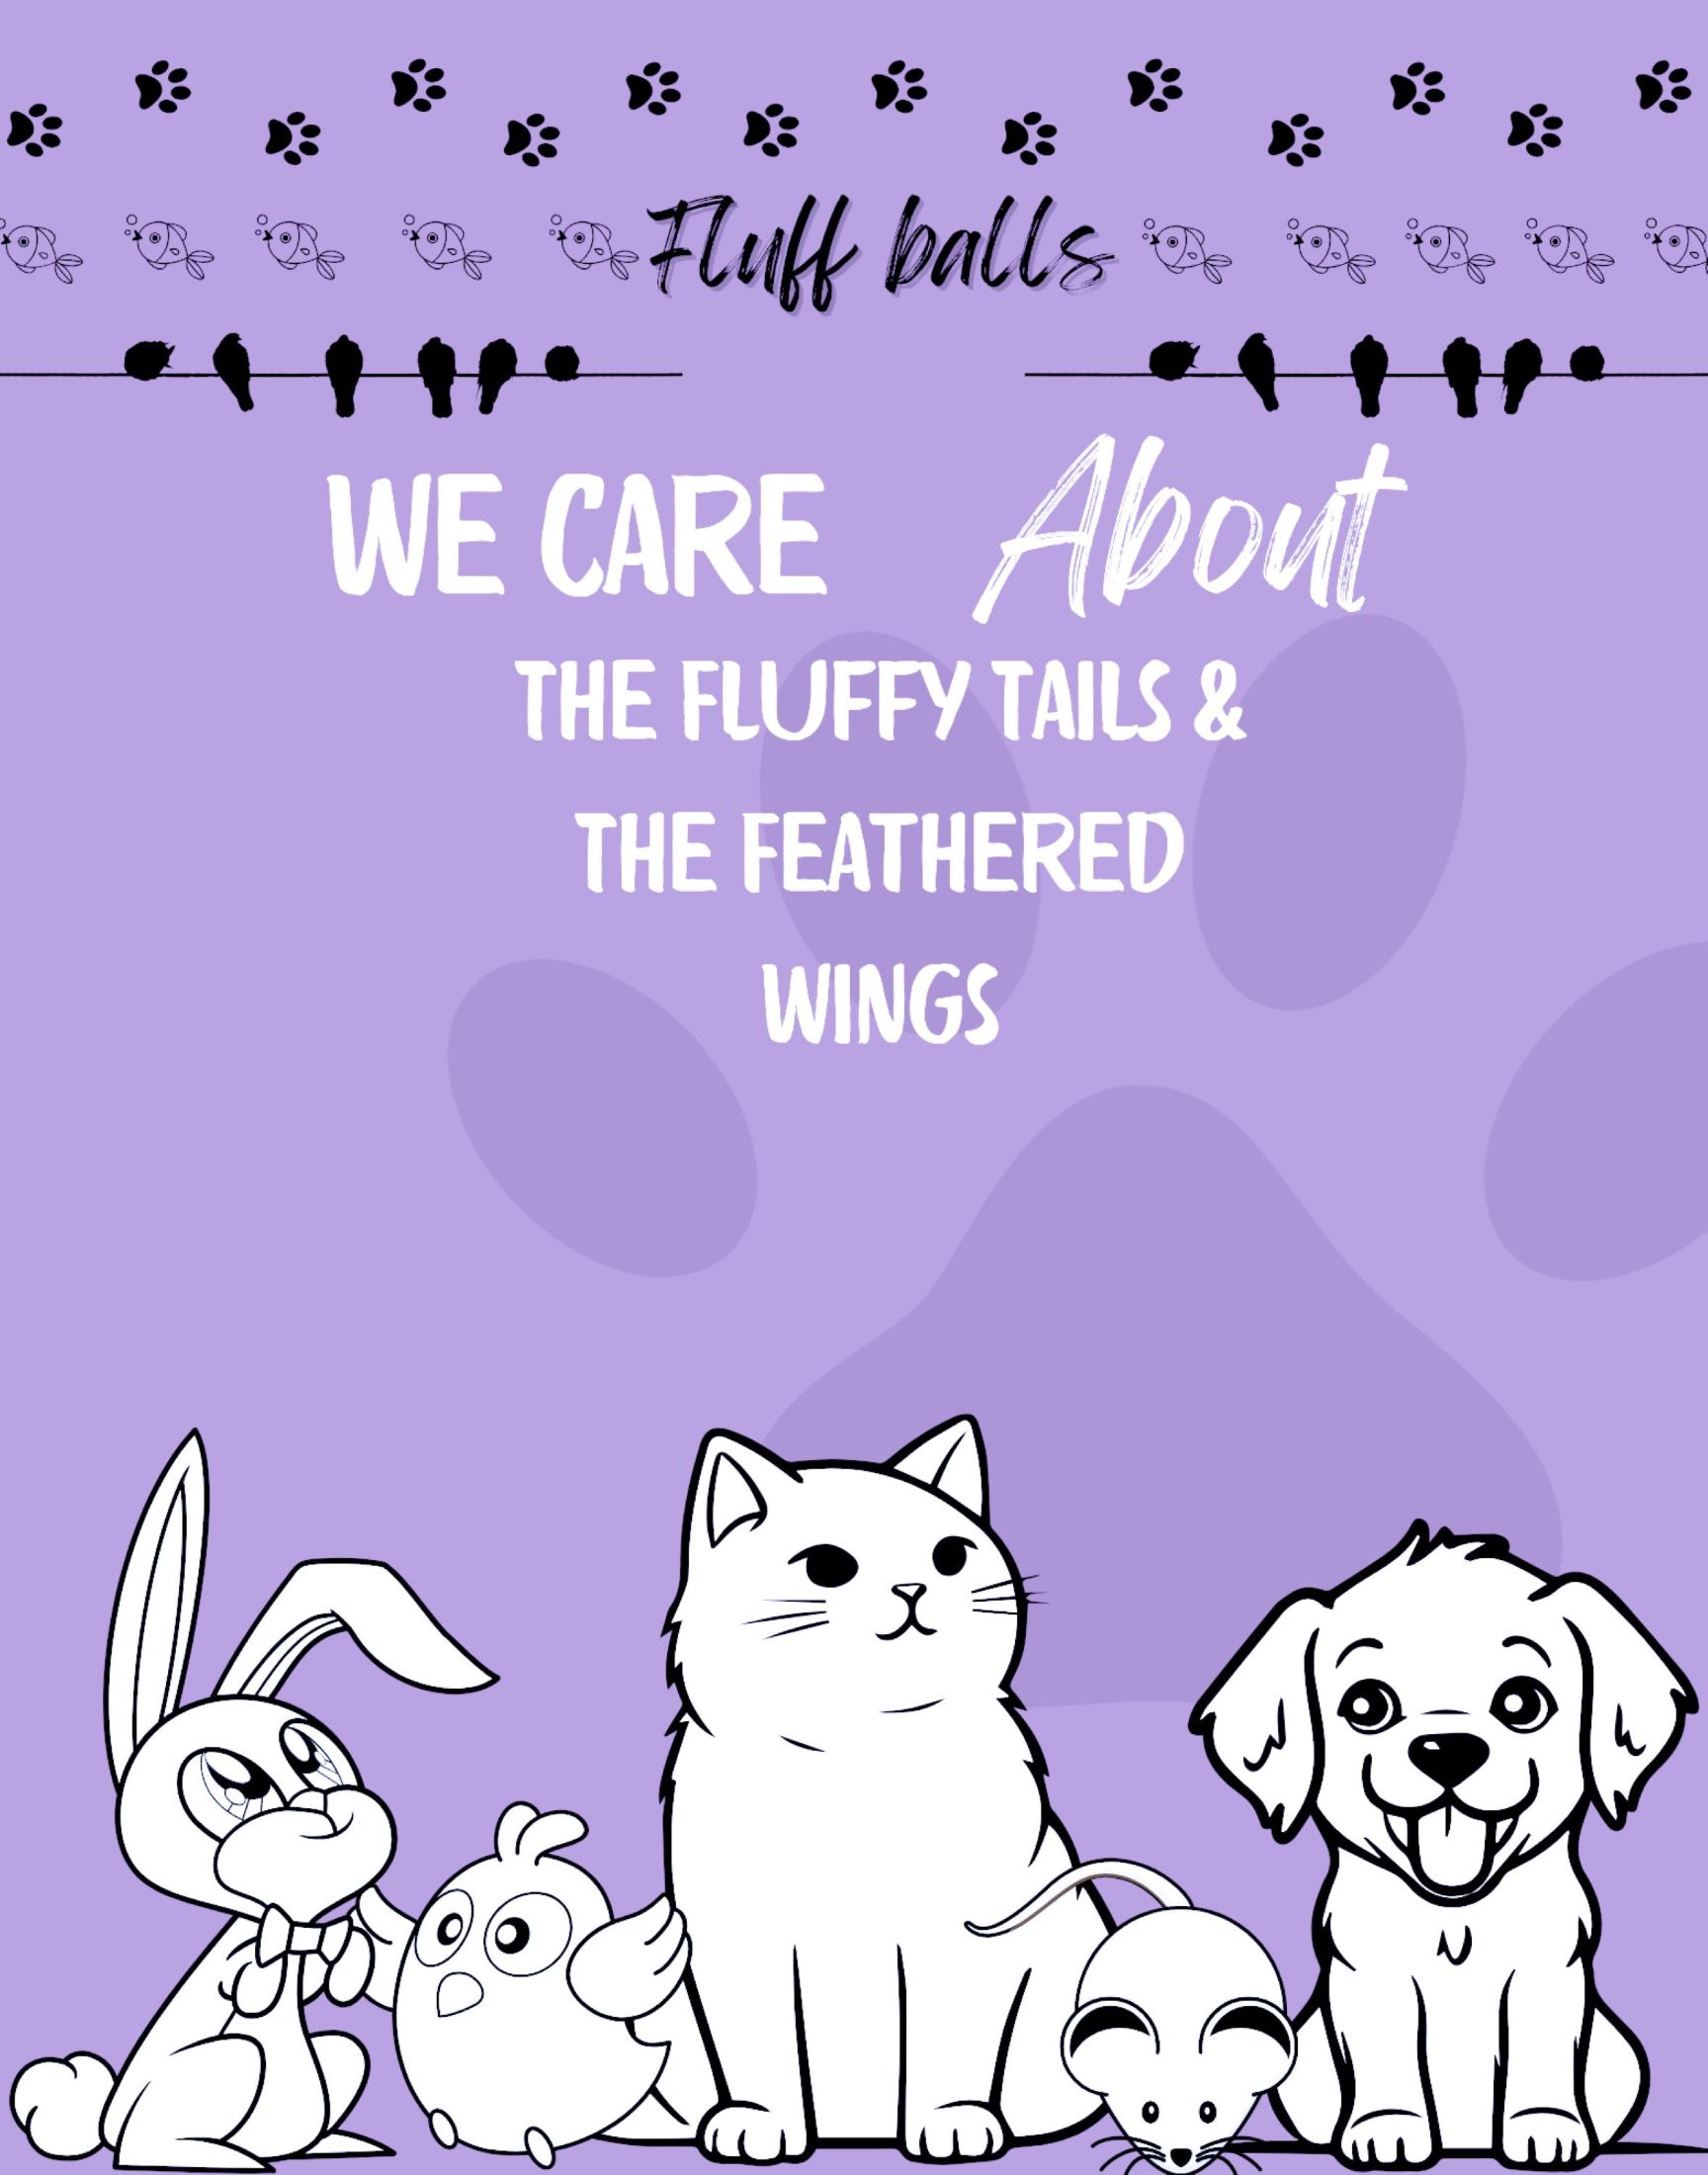 Fluff balls
WE CARE About
THE FLUFFY TAILS &
THE FEATHERED
WINGS